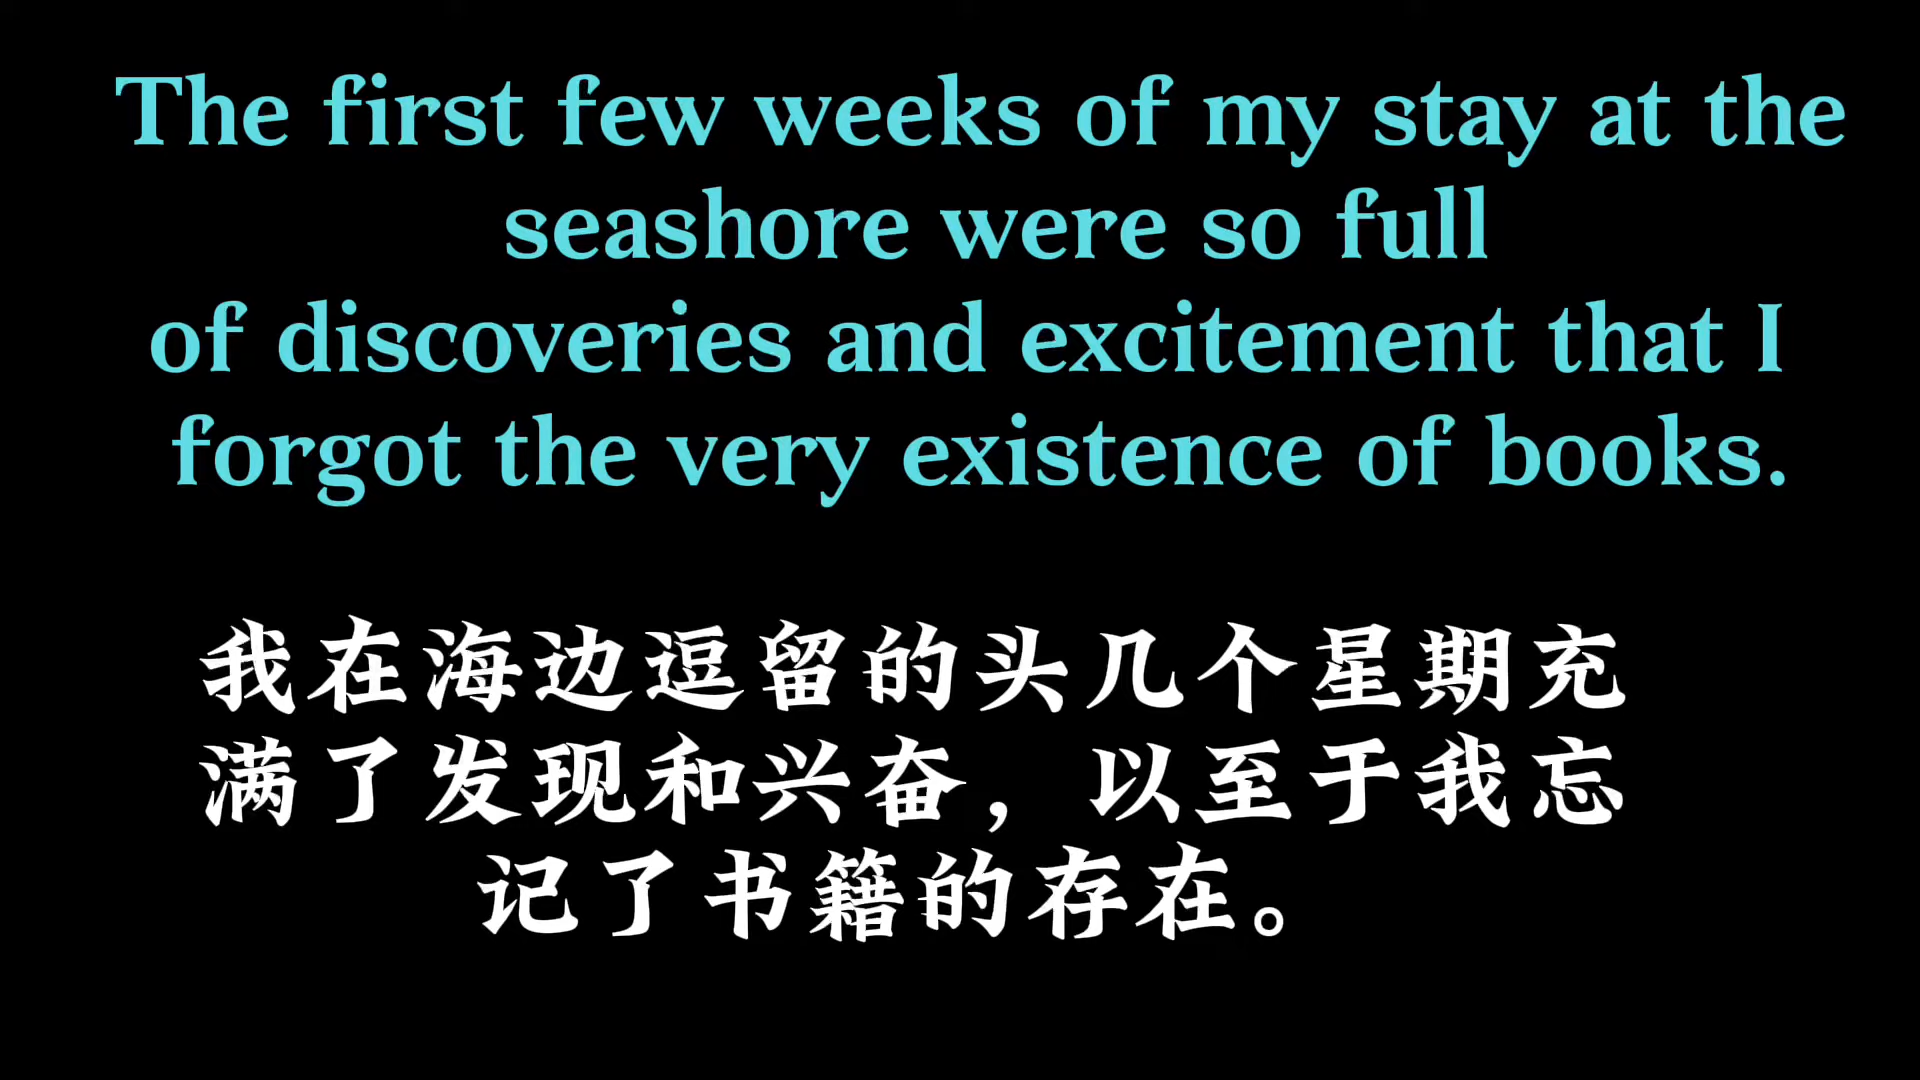 The first few weeks of my stay at the
seashore were so full
of discoveries and excitement that I
forgot the very existence of books.
我在海边逗留的头几个星期充
满了发现和兴奋，以至于我忘
记了书籍的存在。